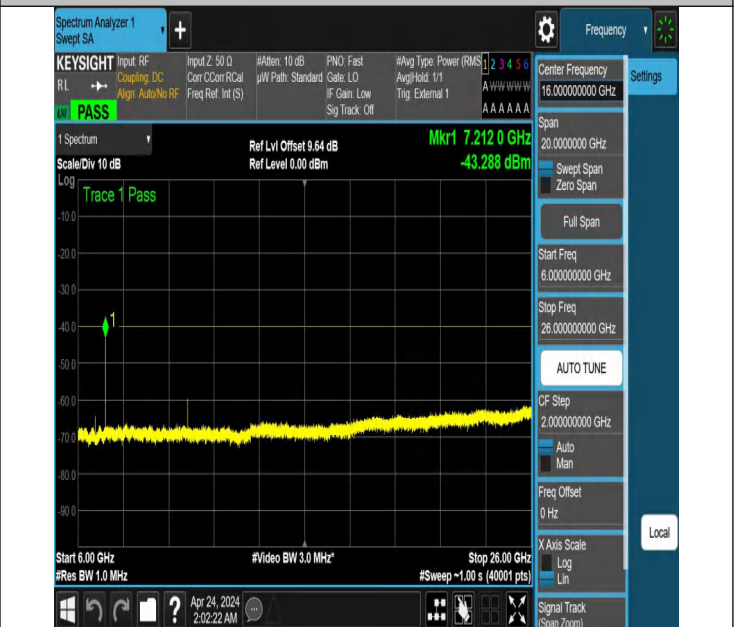 Spectrum Analyzer 1
Swept SA
+
Frequency
KEYSIGHT
RL
PASS
Input: RF
Coupling: DC
Align: Auto/No RF
Input Z: 50 Ω
Corr CCorr RCal
Freq Ref: Int (S)
#Atten: 10 dB
µW Path: Standard
PNO: Fast
Gate: LO
IF Gain: Low
Sig Track: Off
#Avg Type: Power (RMS
Avg|Hold: 1/1
Trig: External 1
1 2 3 4 5 6
A W W W W W
A A A A A A
Center Frequency
16.000000000 GHz
Settings
1 Spectrum
Scale/Div 10 dB
Ref Lvl Offset 9.64 dB
Ref Level 0.00 dBm
Mkr1 7.212 0 GHz
-43.288 dBm
Span
20.0000000 GHz
Swept Span
Zero Span
Full Span
Log
Trace 1 Pass
-10.0
-20.0
-30.0
-40.0
1
-50.0
-60.0
-70.0
-80.0
-90.0
Start Freq
6.000000000 GHz
Stop Freq
26.000000000 GHz
AUTO TUNE
CF Step
2.000000000 GHz
Auto
Man
Freq Offset
0 Hz
Local
X Axis Scale
Log
Lin
Start 6.00 GHz
#Res BW 1.0 MHz
#Video BW 3.0 MHz*
Stop 26.00 GHz
#Sweep ~1.00 s (40001 pts)
?
Apr 24, 2024
2:02:22 AM
Signal Track
(Span Zoom)